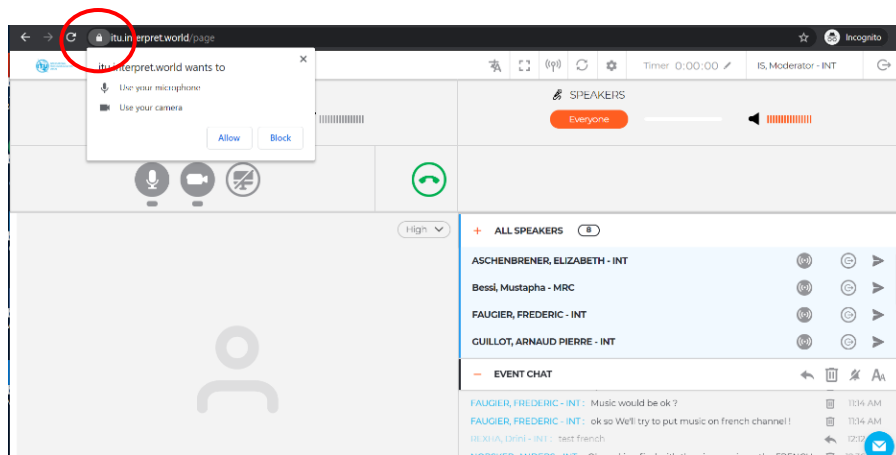 itu.interpret.world/page
Incognito
itu.interpret.world wants to
Use your microphone
Use your camera
Allow
Block
Timer 0:00:00
IS, Moderator - INT
SPEAKERS
Everyone
High
ALL SPEAKERS 8
ASCHENBRENER, ELIZABETH - INT
Bessi, Mustapha - MRC
FAUGIER, FREDERIC - INT
GUILLOT, ARNAUD PIERRE - INT
EVENT CHAT
FAUGIER, FREDERIC - INT : Music would be ok ? 11:14 AM
FAUGIER, FREDERIC - INT : ok so We'll try to put music on french channel ! 11:14 AM
Drini - INT : test french